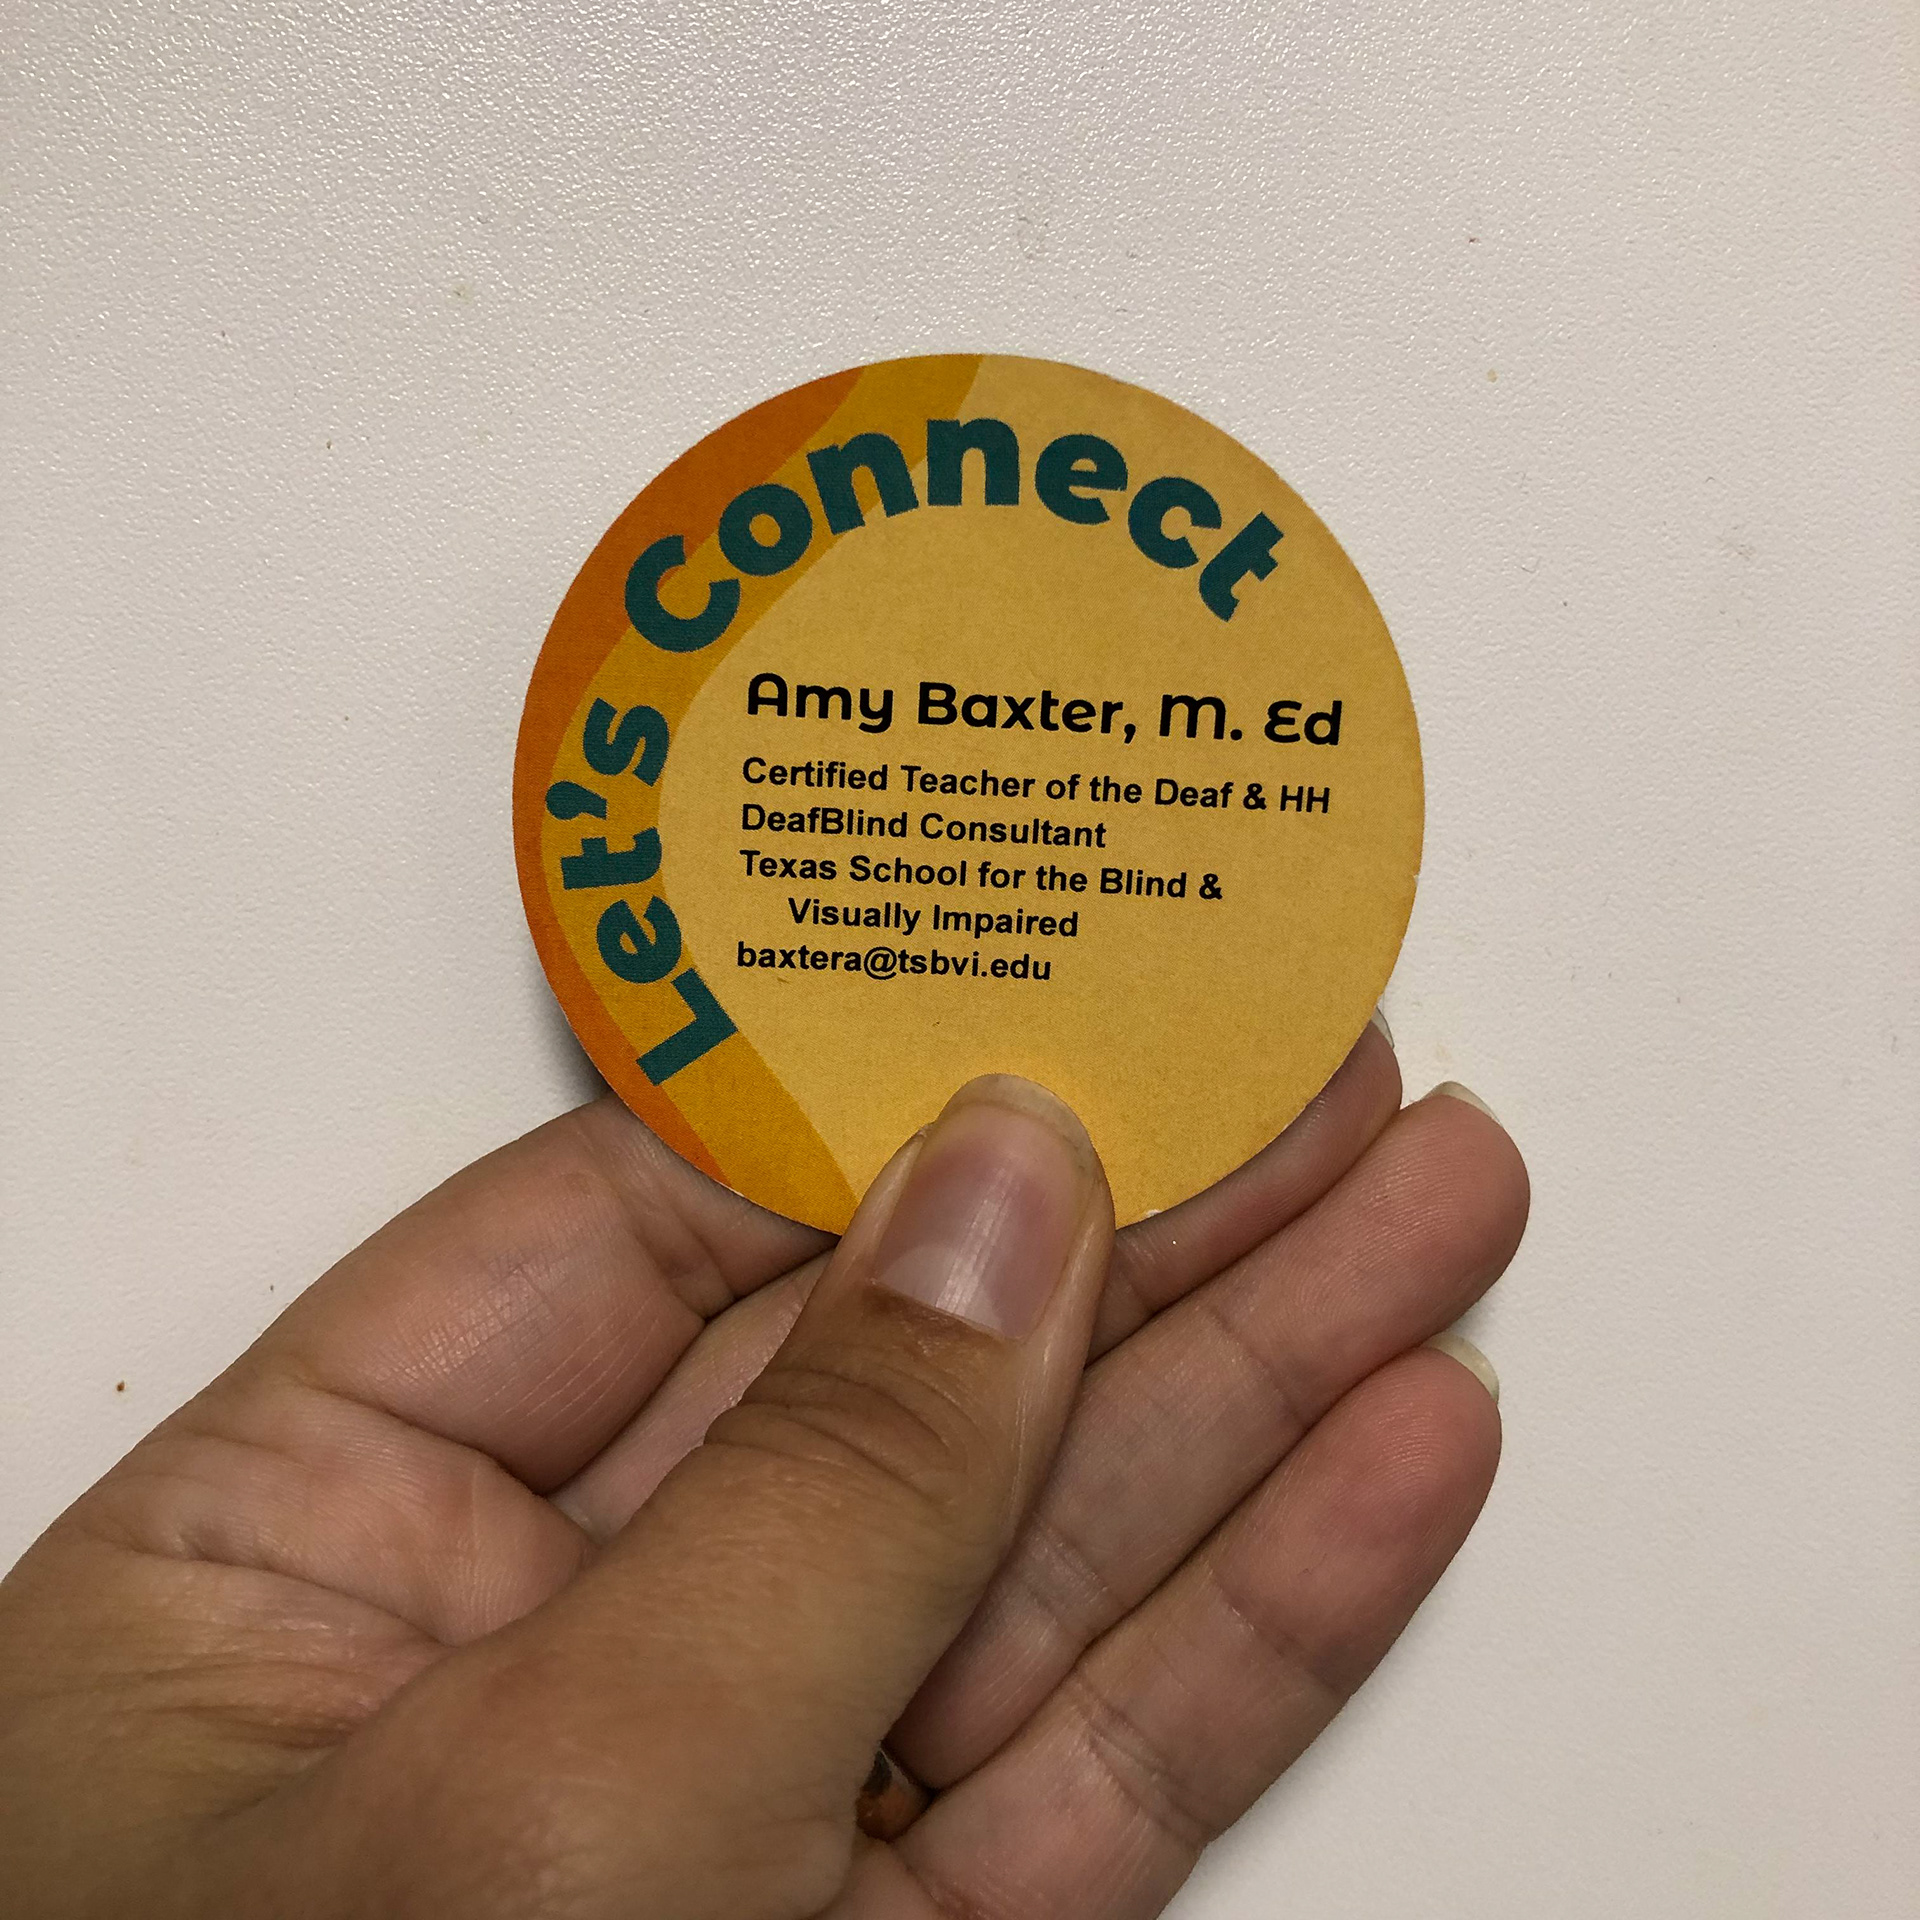 Let's Connect
Amy Baxter, M. Ed
Certified Teacher of the Deaf & HH
DeafBlind Consultant
Texas School for the Blind &
Visually Impaired
baxtera@tsbvi.edu